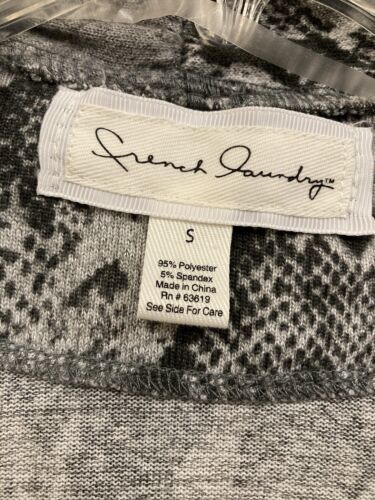 French Laundry™
S
95% Polyester
5% Spandex
Made in China
Rn # 63619
See Side For Care